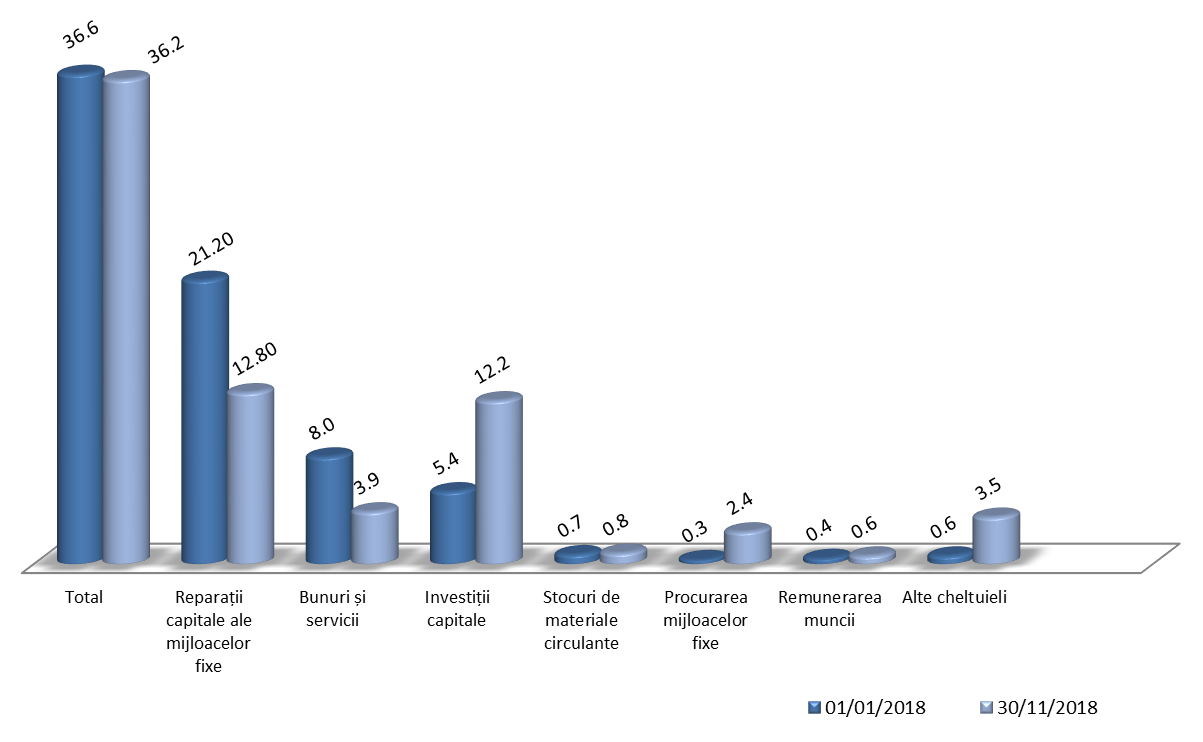 36.6
36.2
21.20
12.80
8.0
3.9
5.4
12.2
0.7
0.8
0.3
2.4
0.4
0.6
0.6
3.5
Total
Reparații
capitale ale
mijloacelor
fixe
Bunuri și
servicii
Investiții
capitale
Stocuri de
materiale
circulante
Procurarea
mijloacelor
fixe
Remunerarea
muncii
Alte cheltuieli
01/01/2018
30/11/2018